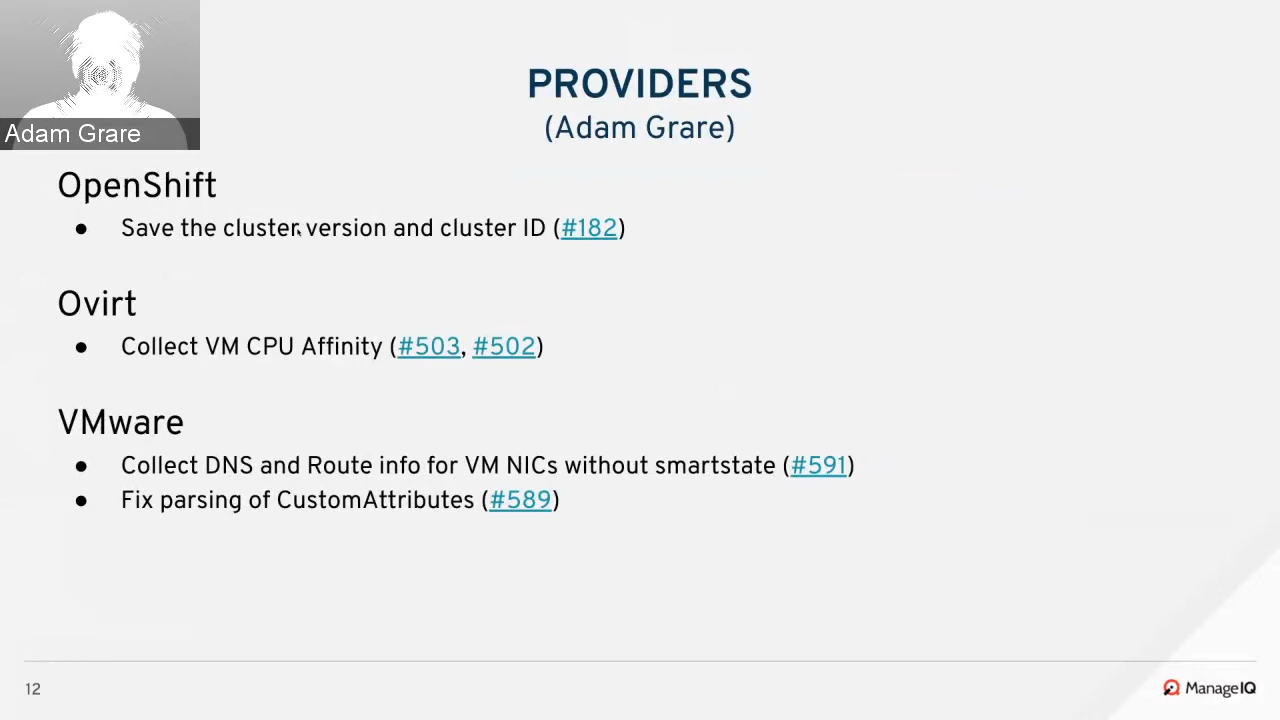 Adam Grare
PROVIDERS
(Adam Grare)
OpenShift
● Save the cluster version and cluster ID (#182)
Ovirt
● Collect VM CPU Affinity (#503, #502)
VMware
● Collect DNS and Route info for VM NICs without smartstate (#591)
● Fix parsing of CustomAttributes (#589)
12
ManageIQ